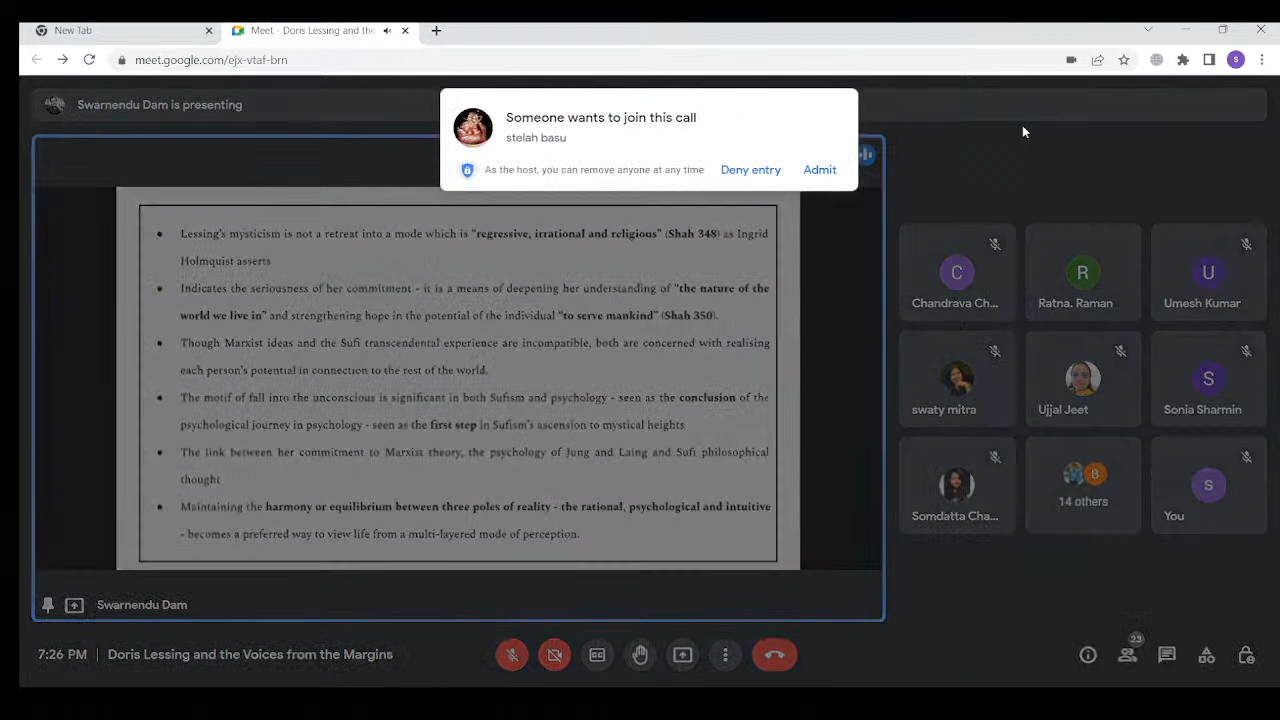 New Tab
Meet - Doris Lessing and the
meet.google.com/ejx-vtaf-brn
S
Swarnendu Dam is presenting
Someone wants to join this call
stelah basu
As the host, you can remove anyone at any time
Deny entry
Admit
• Lessing's mysticism is not a retreat into a mode which is "regressive, irrational and religious" (Shah 348) as Ingrid
Holmquist asserts
• Indicates the seriousness of her commitment - it is a means of deepening her understanding of "the nature of the
world we live in" and strengthening hope in the potential of the individual "to serve mankind" (Shah 350).
• Though Marxist ideas and the Sufi transcendental experience are incompatible, both are concerned with realising
each person's potential in connection to the rest of the world.
• The motif of fall into the unconscious is significant in both Sufism and psychology - seen as the conclusion of the
psychological journey in psychology - seen as the first step in Sufism's ascension to mystical heights
• The link between her commitment to Marxist theory, the psychology of Jung and Laing and Sufi philosophical
thought
• Maintaining the harmony or equilibrium between three poles of reality - the rational, psychological and intuitive
- becomes a preferred way to view life from a multi-layered mode of perception.
Swarnendu Dam
C
Chandrava Ch...
R
Ratna. Raman
U
Umesh Kumar
swaty mitra
Ujjal Jeet
S
Sonia Sharmin
Somdatta Cha...
B
14 others
S
You
7:26 PM | Doris Lessing and the Voices from the Margins
CC
23